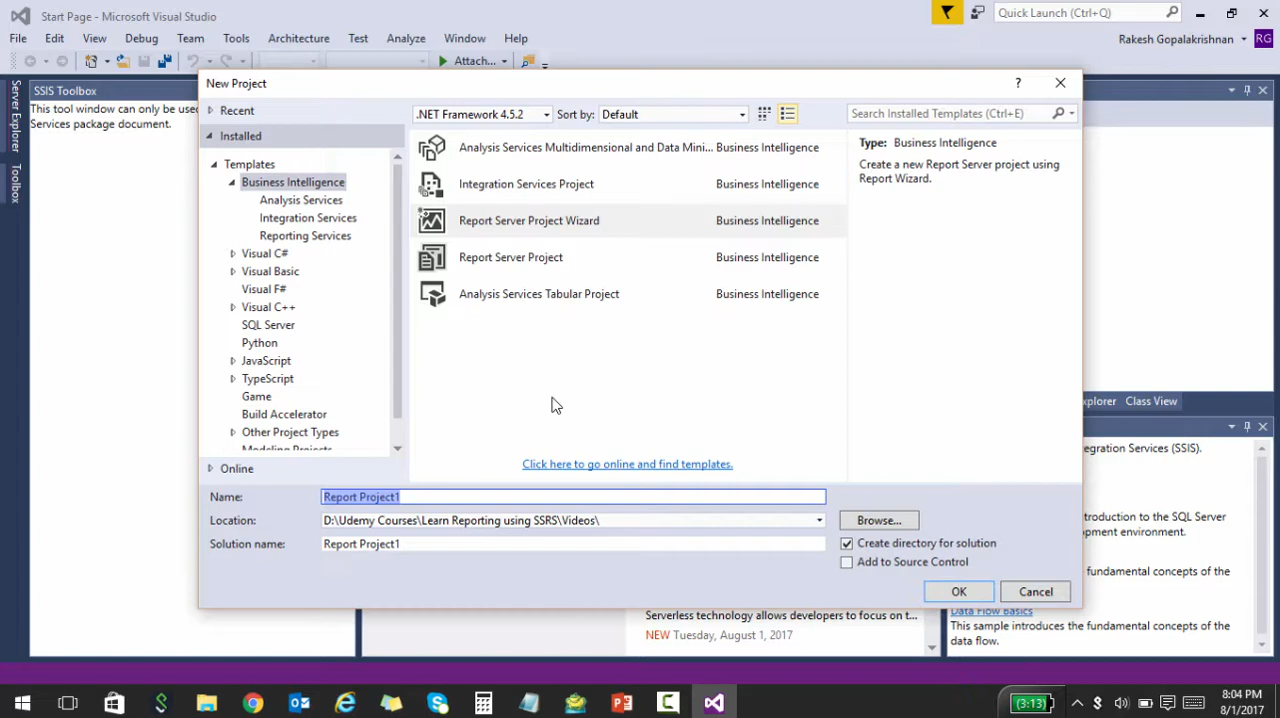 Start Page - Microsoft Visual Studio
Quick Launch (Ctrl+Q)
File Edit View Debug Team Tools Architecture Test Analyze Window Help
Rakesh Gopalakrishnan RG
Attach...
Server Explorer
Toolbox
SSIS Toolbox
This tool window can only be use
Services package document.
New Project
?
Recent
Installed
.NET Framework 4.5.2 Sort by: Default
Search Installed Templates (Ctrl+E)
Templates
Business Intelligence
Analysis Services
Integration Services
Reporting Services
Visual C#
Visual Basic
Visual F#
Visual C++
SQL Server
Python
JavaScript
TypeScript
Game
Build Accelerator
Other Project Types
Modeling Projects
Online
Analysis Services Multidimensional and Data Mini... Business Intelligence
Integration Services Project Business Intelligence
Report Server Project Wizard Business Intelligence
Report Server Project Business Intelligence
Analysis Services Tabular Project Business Intelligence
Click here to go online and find templates.
Type: Business Intelligence
Create a new Report Server project using
Report Wizard.
Name: Report Project1
Location: D:\Udemy Courses\Learn Reporting using SSRS\Videos\
Browse...
Solution name: Report Project1
Create directory for solution
Add to Source Control
OK Cancel
xplorer Class View
egration Services (SSIS).
troduction to the SQL Server
opment environment.
fundamental concepts of the
Data Flow Basics
This sample introduces the fundamental concepts of the
data flow.
Serverless technology allows developers to focus on t...
NEW Tuesday, August 1, 2017
(3:13)
8:04 PM
8/1/2017